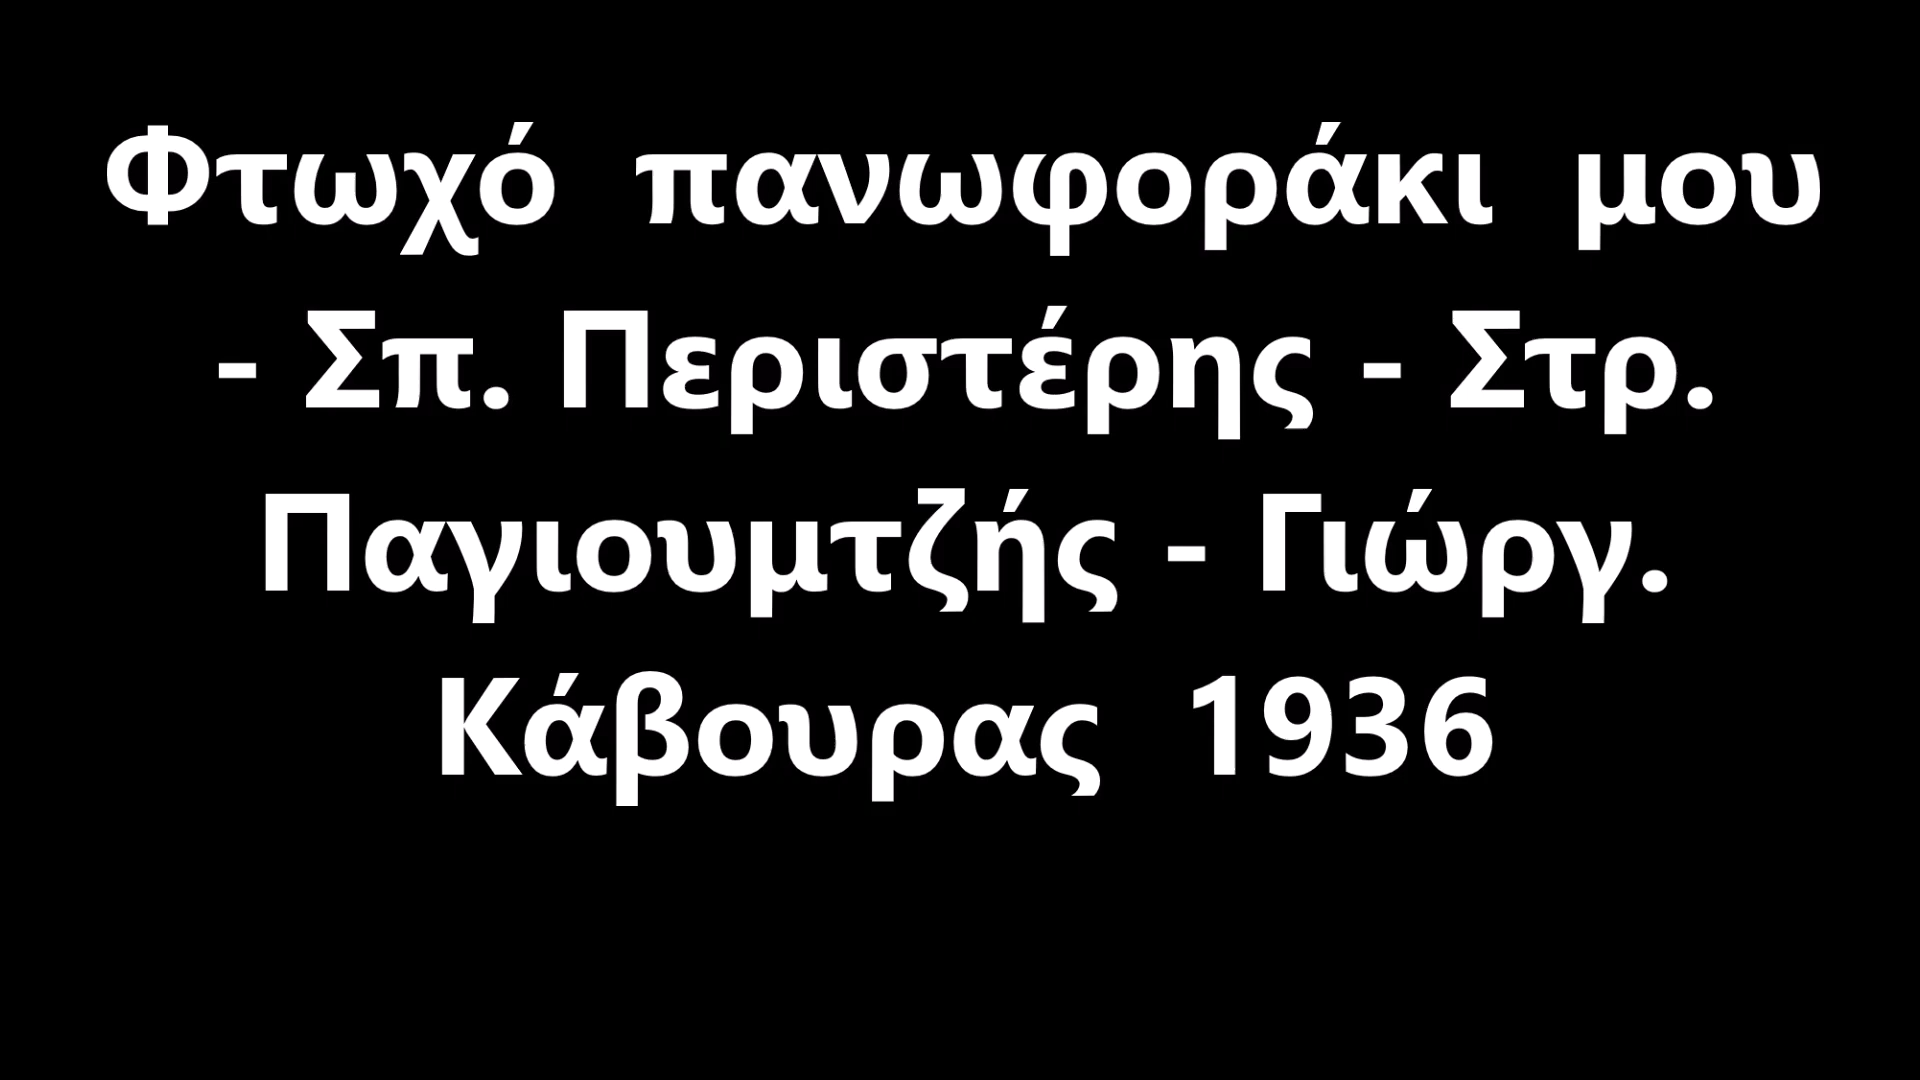 Φτωχό πανωφοράκι μου
- Σπ. Περιστέρης - Στρ.
Παγιουμτζής - Γιώργ.
Κάβουρας 1936